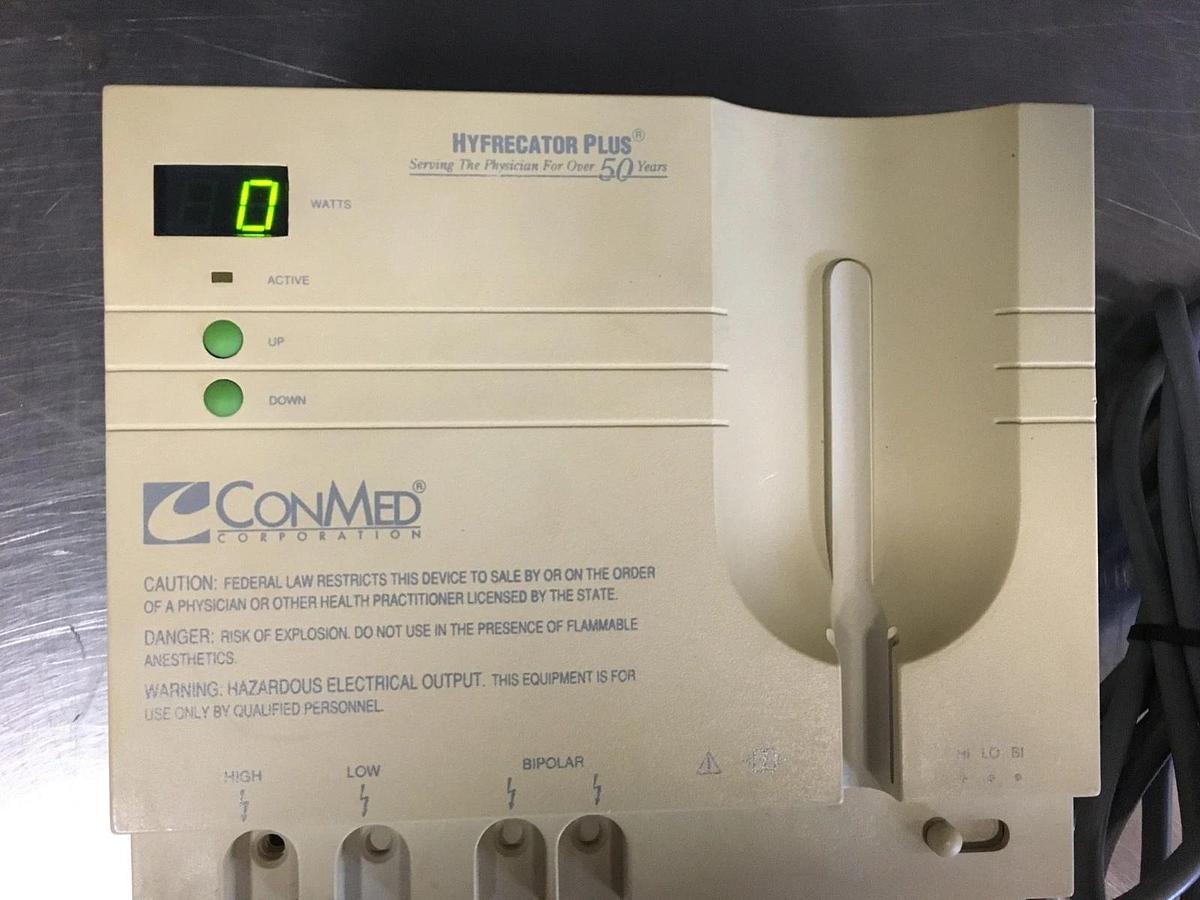 HYFRECATOR PLUS®
Serving The Physician For Over 50 Years
0
WATTS
ACTIVE
UP
DOWN
CONMED®
CORPORATION
CAUTION: FEDERAL LAW RESTRICTS THIS DEVICE TO SALE BY OR ON THE ORDER
OF A PHYSICIAN OR OTHER HEALTH PRACTITIONER LICENSED BY THE STATE.
DANGER: RISK OF EXPLOSION. DO NOT USE IN THE PRESENCE OF FLAMMABLE
ANESTHETICS.
WARNING: HAZARDOUS ELECTRICAL OUTPUT. THIS EQUIPMENT IS FOR
USE ONLY BY QUALIFIED PERSONNEL.
HIGH LOW BIPOLAR
HI LO BI